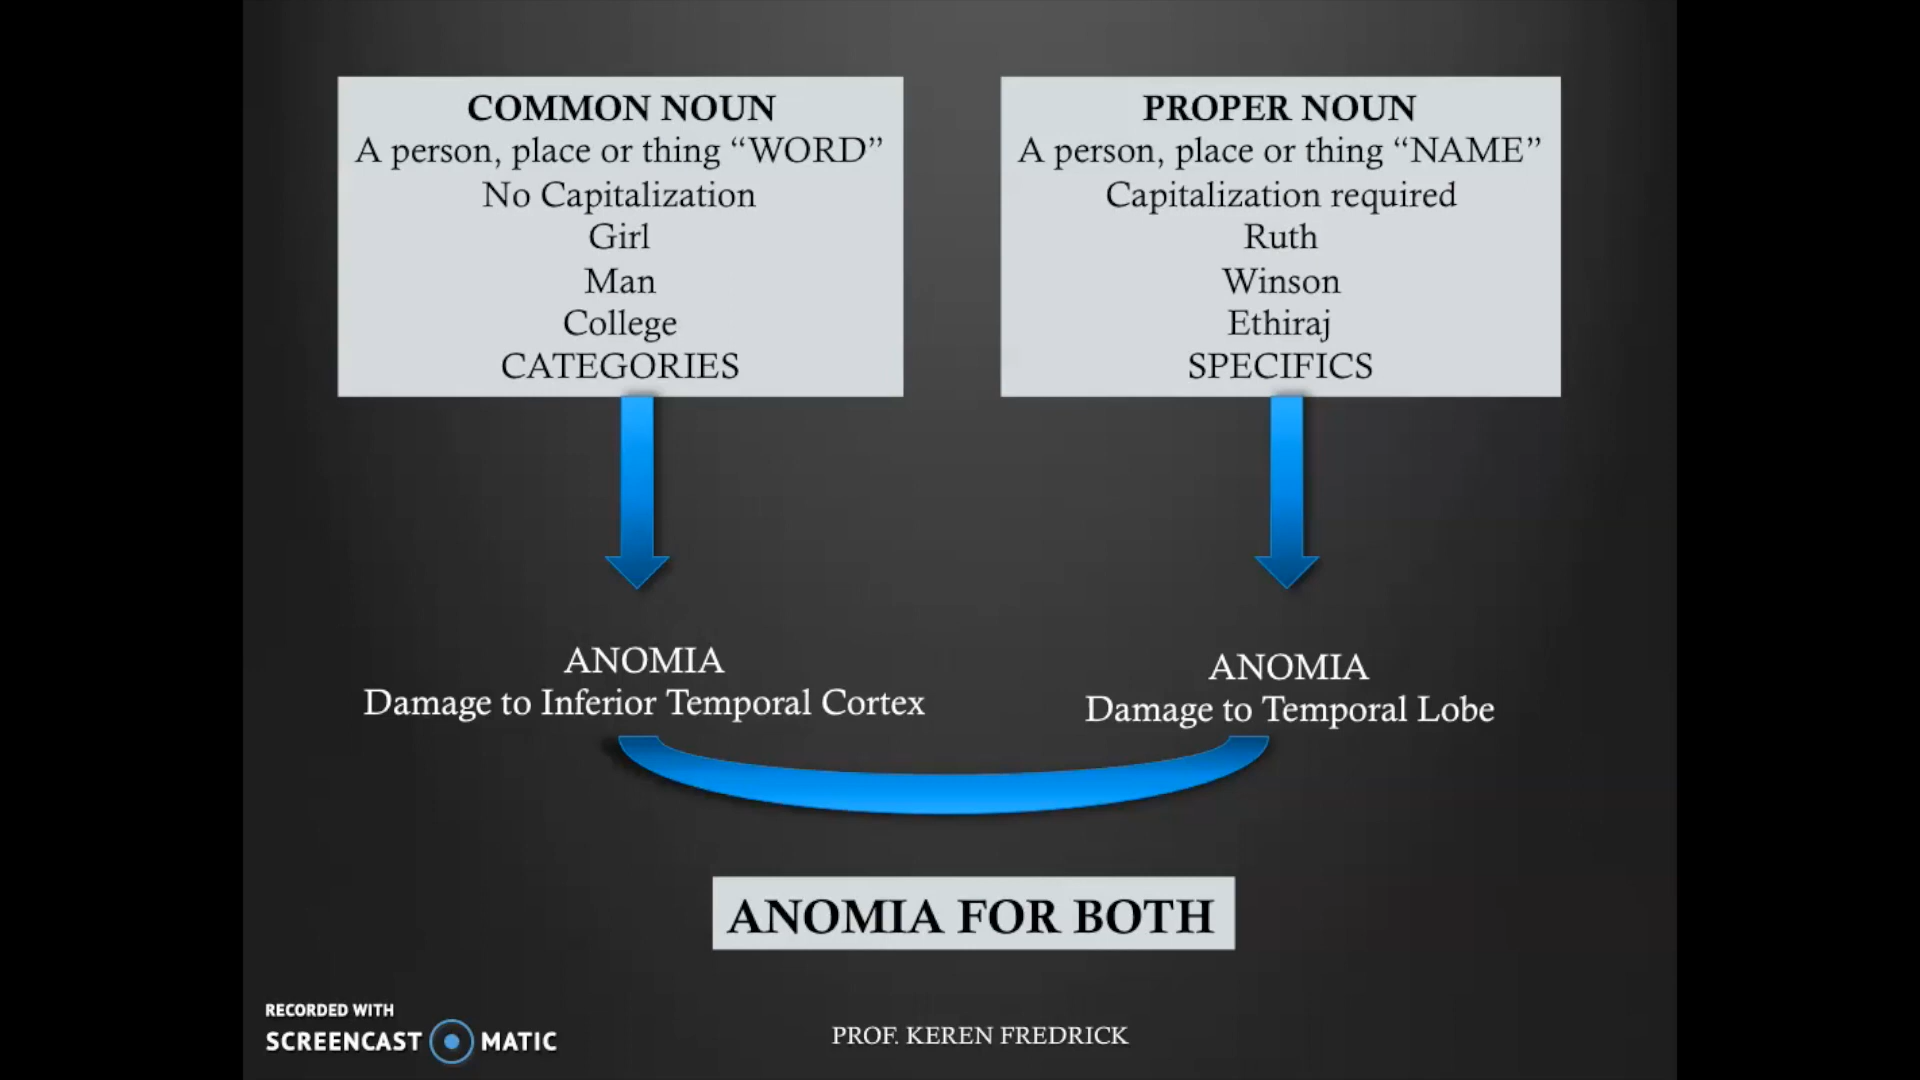 COMMON NOUN
A person, place or thing “WORD”
No Capitalization
Girl
Man
College
CATEGORIES
PROPER NOUN
A person, place or thing “NAME”
Capitalization required
Ruth
Winson
Ethiraj
SPECIFICS
ANOMIA
Damage to Inferior Temporal Cortex
ANOMIA
Damage to Temporal Lobe
ANOMIA FOR BOTH
RECORDED WITH
SCREENCAST MATIC
PROF. KEREN FREDRICK